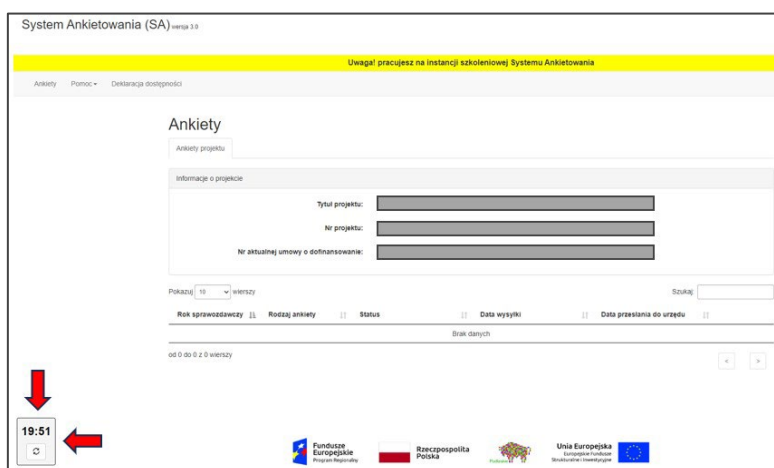 System Ankietowania (SA) wersja 3.0
Uwaga! pracujesz na instancji szkoleniowej Systemu Ankietowania
Ankiety Pomoc Deklaracja dostępności
Ankiety
Ankiety projektu
Informacje o projekcie
Tytuł projektu:
Nr projektu:
Nr aktualnej umowy o dofinansowanie:
Pokazuj 10 wierszy Szukaj:
Rok sprawozdawczy Rodzaj ankiety Status Data wysyłki Data przesłania do urzędu
Brak danych
od 0 do 0 z 0 wierszy
< >
19:51
Fundusze
Europejskie
Program Regionalny
Rzeczpospolita
Polska
Unia Europejska
Europejskie Fundusze
Strukturalne i Inwestycyjne